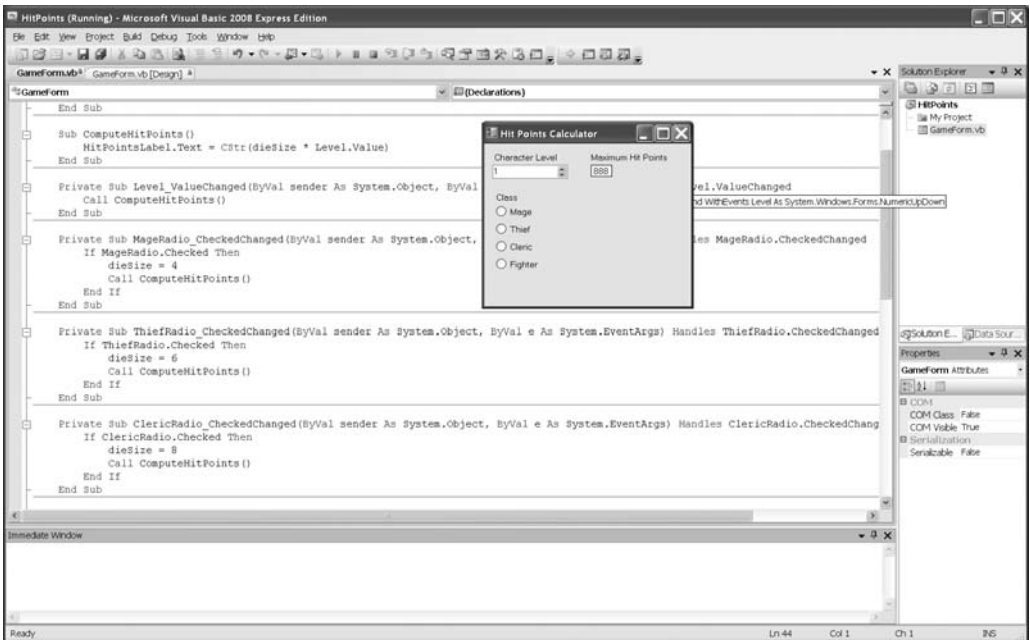 HitPoints (Running) - Microsoft Visual Basic 2008 Express Edition
File Edit View Project Build Debug Tools Window Help
GameForm.vb GameForm.vb [Design]
GameForm
(Declarations)
End Sub
Sub ComputeHitPoints()
HitPointsLabel.Text = CStr(dieSize * Level.Value)
End Sub
Private Sub Level_ValueChanged(ByVal sender As System.Object, ByVal
vel.ValueChanged
Call ComputeHitPoints()
nd WithEvents Level As System.Windows.Forms.NumericUpDown
End Sub
Private Sub MageRadio_CheckedChanged(ByVal sender As System.Object,
les MageRadio.CheckedChanged
If MageRadio.Checked Then
dieSize = 4
Call ComputeHitPoints()
End If
End Sub
Private Sub ThiefRadio_CheckedChanged(ByVal sender As System.Object, ByVal e As System.EventArgs) Handles ThiefRadio.CheckedChanged
If ThiefRadio.Checked Then
dieSize = 6
Call ComputeHitPoints()
End If
End Sub
Private Sub ClericRadio_CheckedChanged(ByVal sender As System.Object, ByVal e As System.EventArgs) Handles ClericRadio.CheckedChang
If ClericRadio.Checked Then
dieSize = 8
Call ComputeHitPoints()
End If
End Sub
Hit Points Calculator
Character Level Maximum Hit Points
1 888
Class
Mage
Thief
Cleric
Fighter
Solution Explorer
HitPoints
My Project
GameForm.vb
Solution E... Data Sour...
Properties
GameForm Attributes
COM
COM Class False
COM Visible True
Serialization
Serializable False
Immediate Window
Ready Ln 44 Col 1 Ch 1 INS